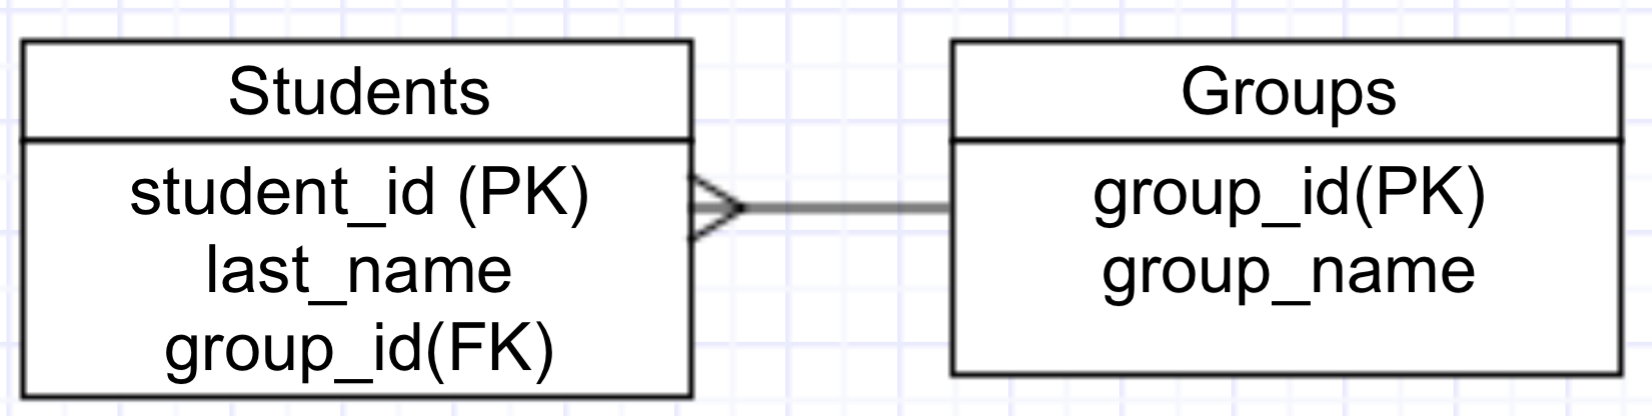 Students
student_id (PK)
last_name
group_id(FK)
Groups
group_id(PK)
group_name